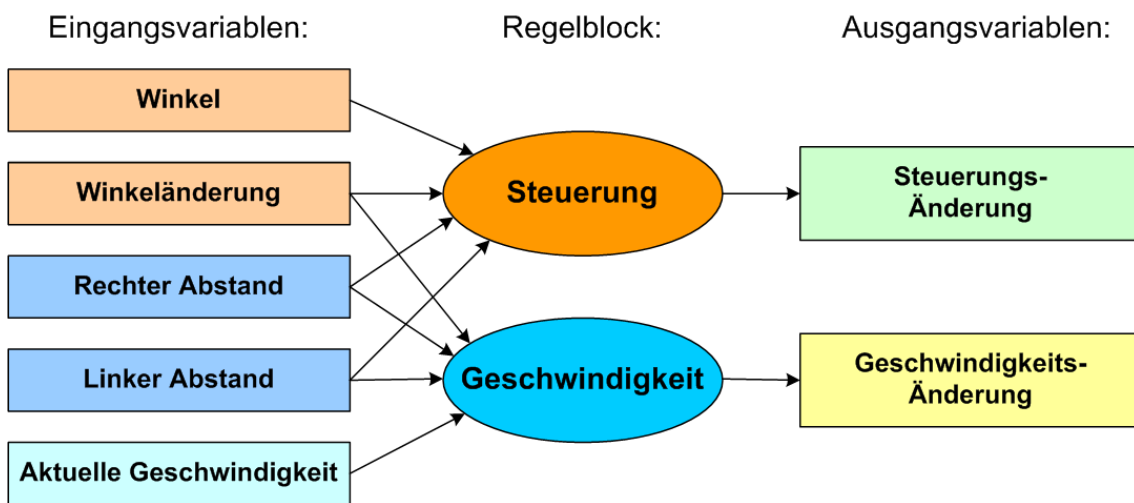 Eingangsvariablen:
Regelblock:
Ausgangsvariablen:
Winkel
Winkeländerung
Rechter Abstand
Linker Abstand
Aktuelle Geschwindigkeit
Steuerung
Geschwindigkeit
Steuerungs-
Änderung
Geschwindigkeits-
Änderung